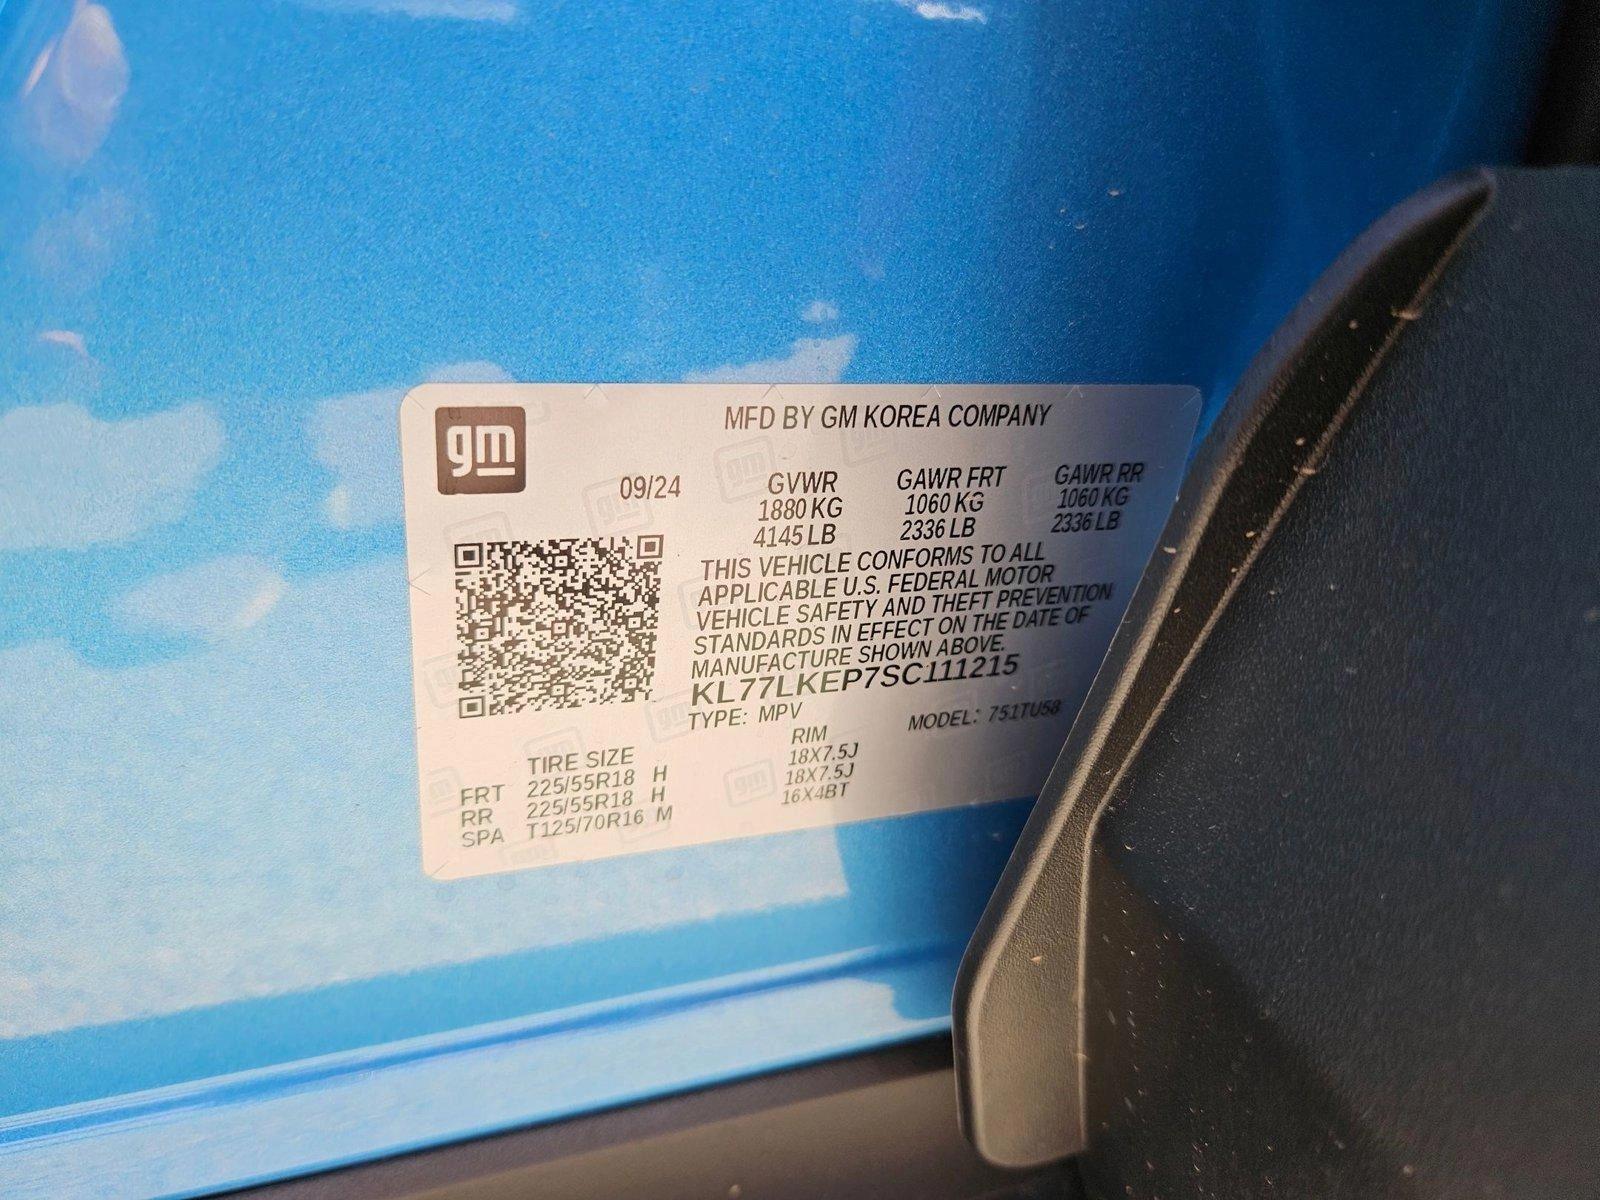 gm
MFD BY GM KOREA COMPANY
09/24 GVWR GAWR FRT GAWR RR
1880 KG 1060 KG 1060 KG
4145 LB 2336 LB 2336 LB
THIS VEHICLE CONFORMS TO ALL
APPLICABLE U.S. FEDERAL MOTOR
VEHICLE SAFETY AND THEFT PREVENTION
STANDARDS IN EFFECT ON THE DATE OF
MANUFACTURE SHOWN ABOVE.
KL77LKEP7SC111215
TYPE: MPV MODEL: 751TU58
TIRE SIZE RIM
FRT 225/55R18 H 18X7.5J
RR 225/55R18 H 18X7.5J
SPA T125/70R16 M 16X4BT